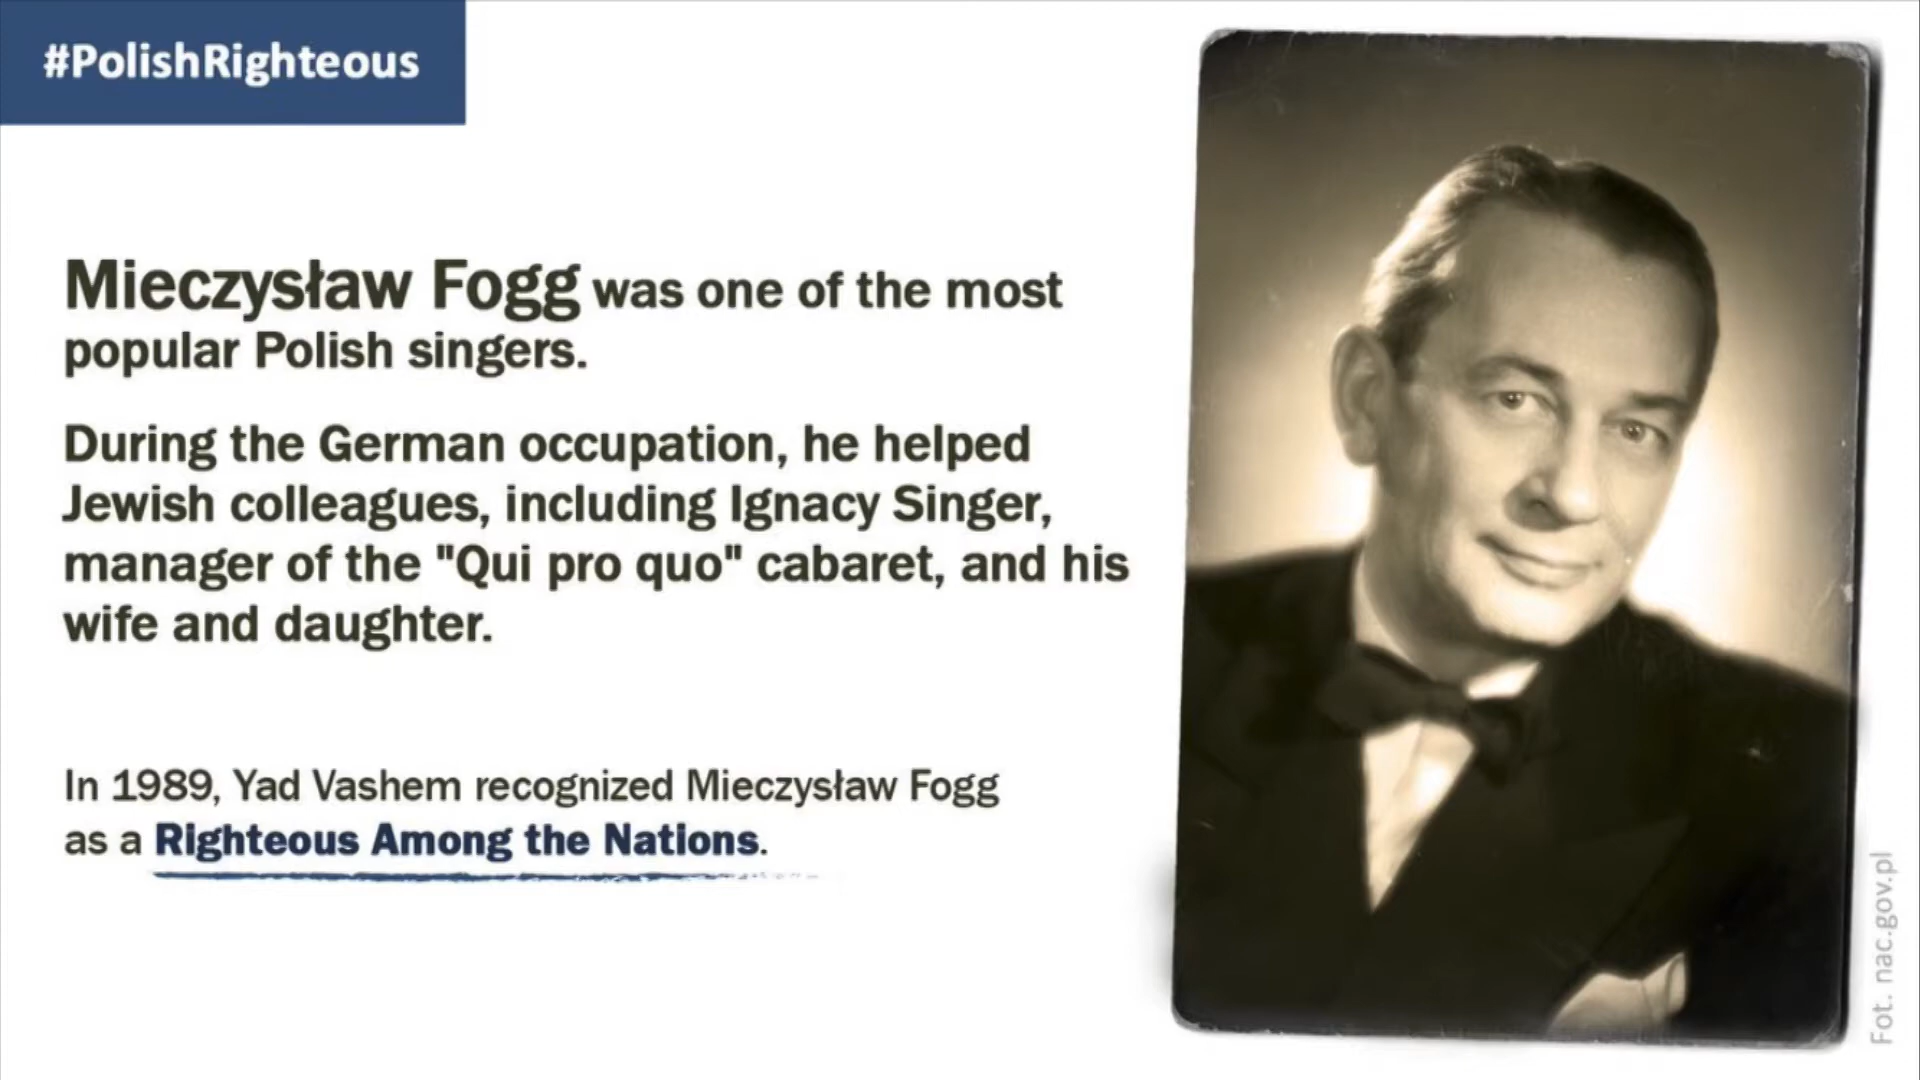 #PolishRighteous
Mieczysław Fogg was one of the most
popular Polish singers.
During the German occupation, he helped
Jewish colleagues, including Ignacy Singer,
manager of the "Qui pro quo" cabaret, and his
wife and daughter.
In 1989, Yad Vashem recognized Mieczysław Fogg
as a Righteous Among the Nations.
Fot. nac.gov.pl